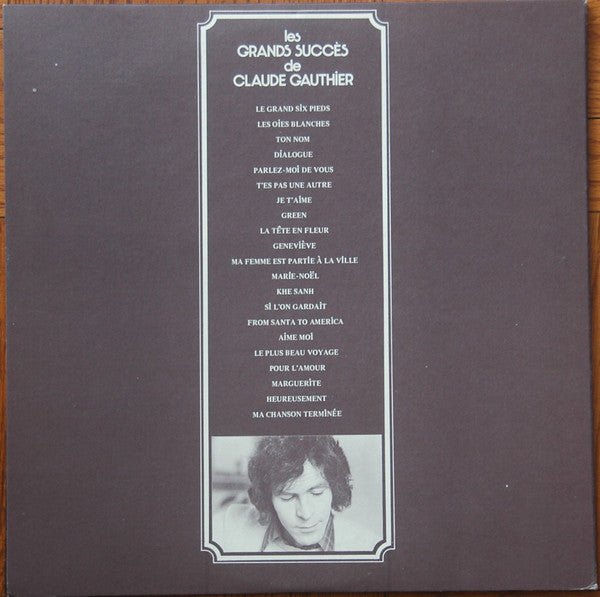 les
GRANDS SUCCÈS
de
CLAUDE GAUTHIER
LE GRAND SIX PIEDS
LES OIES BLANCHES
TON NOM
DIALOGUE
PARLEZ-MOI DE VOUS
T'ES PAS UNE AUTRE
JE T'AIME
GREEN
LA TÊTE EN FLEUR
GENEVIÈVE
MA FEMME EST PARTIE À LA VILLE
MARIE-NOËL
KHE SANH
SI L'ON GARDAIT
FROM SANTA TO AMERICA
AIME MOI
LE PLUS BEAU VOYAGE
POUR L'AMOUR
MARGUERITE
HEUREUSEMENT
MA CHANSON TERMINÉE